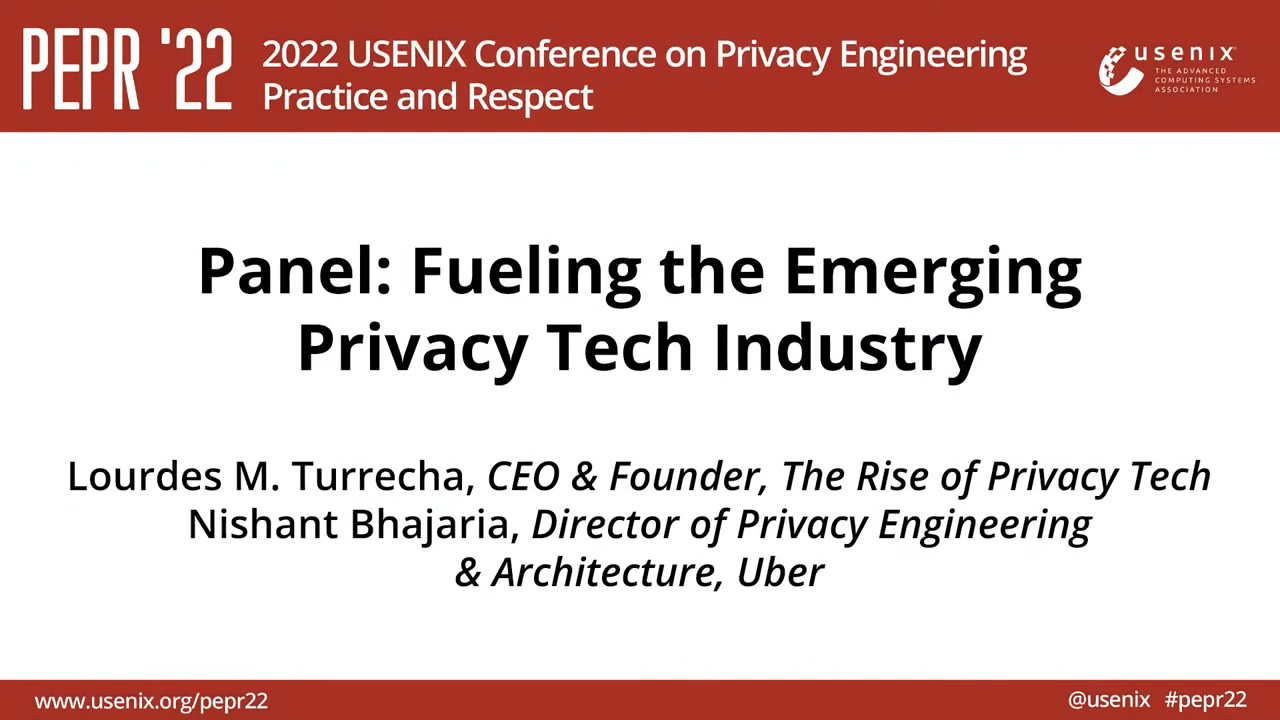 PEPR '22
2022 USENIX Conference on Privacy Engineering
Practice and Respect
usenix
THE ADVANCED
COMPUTING SYSTEMS
ASSOCIATION
Panel: Fueling the Emerging
Privacy Tech Industry
Lourdes M. Turrecha, CEO & Founder, The Rise of Privacy Tech
Nishant Bhajaria, Director of Privacy Engineering
& Architecture, Uber
www.usenix.org/pepr22
@usenix #pepr22